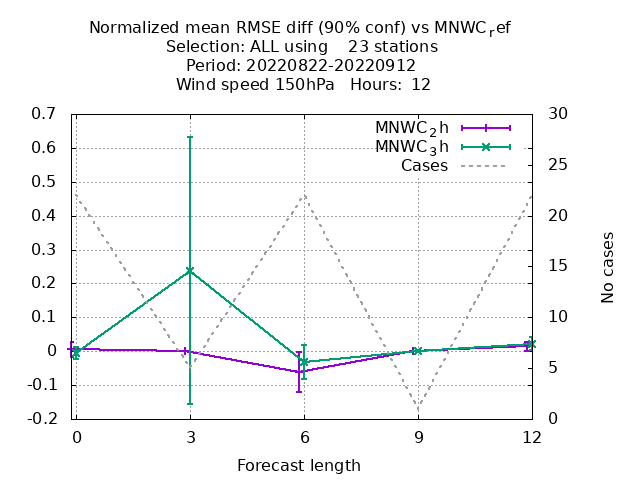 Normalized mean RMSE diff (90% conf) vs MNWC_ref
Selection: ALL using    23 stations
Period: 20220822-20220912
Wind speed 150hPa   Hours:  12
0.7
0.6
0.5
0.4
0.3
0.2
0.1
0
-0.1
-0.2
MNWC_2h
MNWC_3h
Cases
30
25
20
15
10
5
0
No cases
0 3 6 9 12
Forecast length